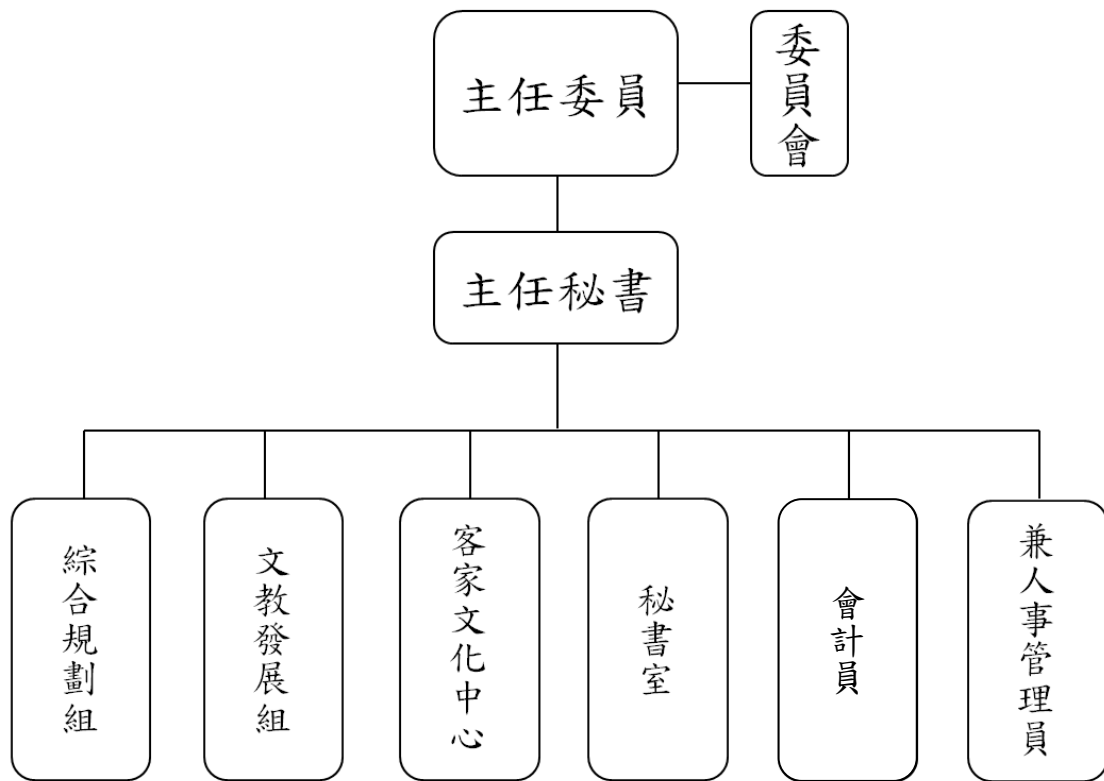 主任委員
委員會
主任秘書
綜合規劃組
文教發展組
客家文化中心
秘書室
會計員
兼人事管理員